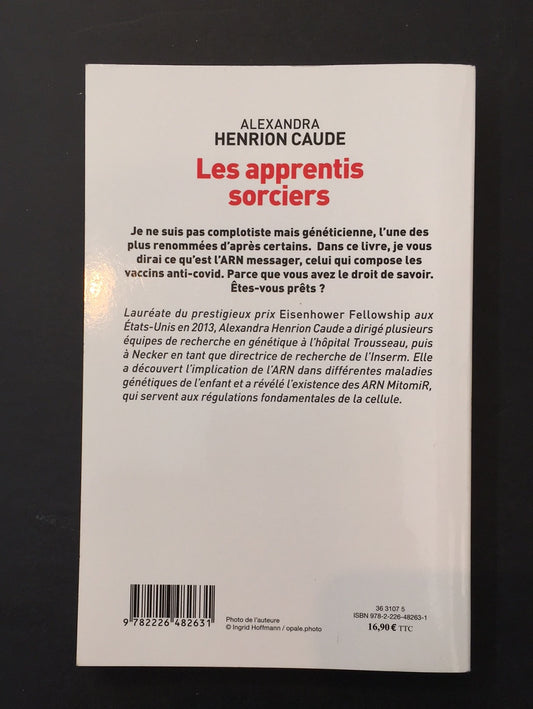 ALEXANDRA
HENRION CAUDE
Les apprentis
sorciers
Je ne suis pas complotiste mais généticienne, l'une des
plus renommées d'après certains. Dans ce livre, je vous
dirai ce qu'est l'ARN messager, celui qui compose les
vaccins anti-covid. Parce que vous avez le droit de savoir.
Êtes-vous prêts ?
Lauréate du prestigieux prix Eisenhower Fellowship aux
États-Unis en 2013, Alexandra Henrion Caude a dirigé plusieurs
équipes de recherche en génétique à l'hôpital Trousseau, puis
à Necker en tant que directrice de recherche de l'Inserm. Elle
a découvert l'implication de l'ARN dans différentes maladies
génétiques de l'enfant et a révélé l'existence des ARN MitomiR,
qui servent aux régulations fondamentales de la cellule.
9 782226 482631
Photo de l'auteure
© Ingrid Hoffmann / opale.photo
36 3107 5
ISBN 978-2-226-48263-1
16,90 € TTC